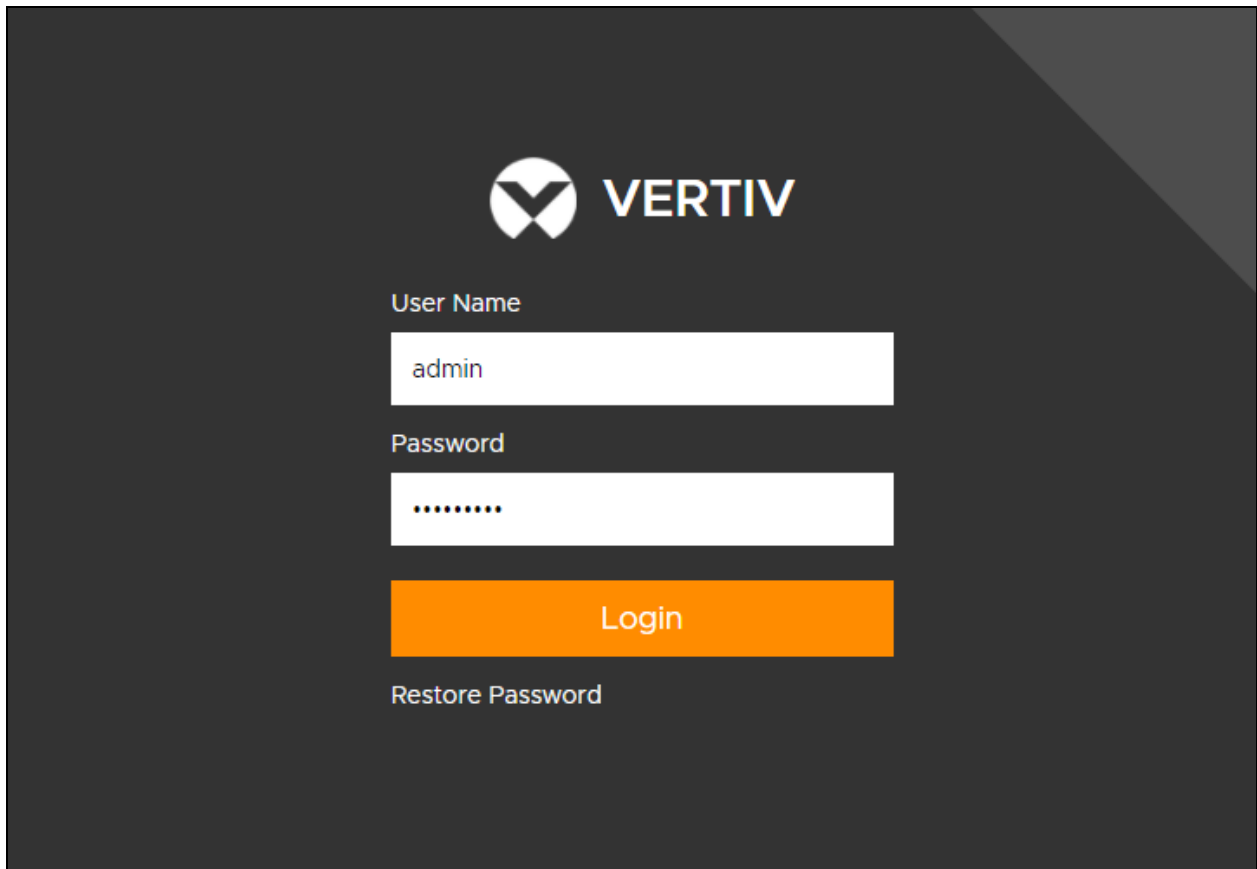 VERTIV
User Name
admin
Password
•••••••••
Login
Restore Password